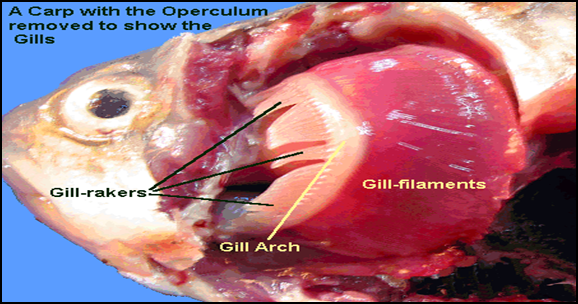 A Carp with the Operculum
removed to show the
Gills
Gill-rakers
Gill-filaments
Gill Arch